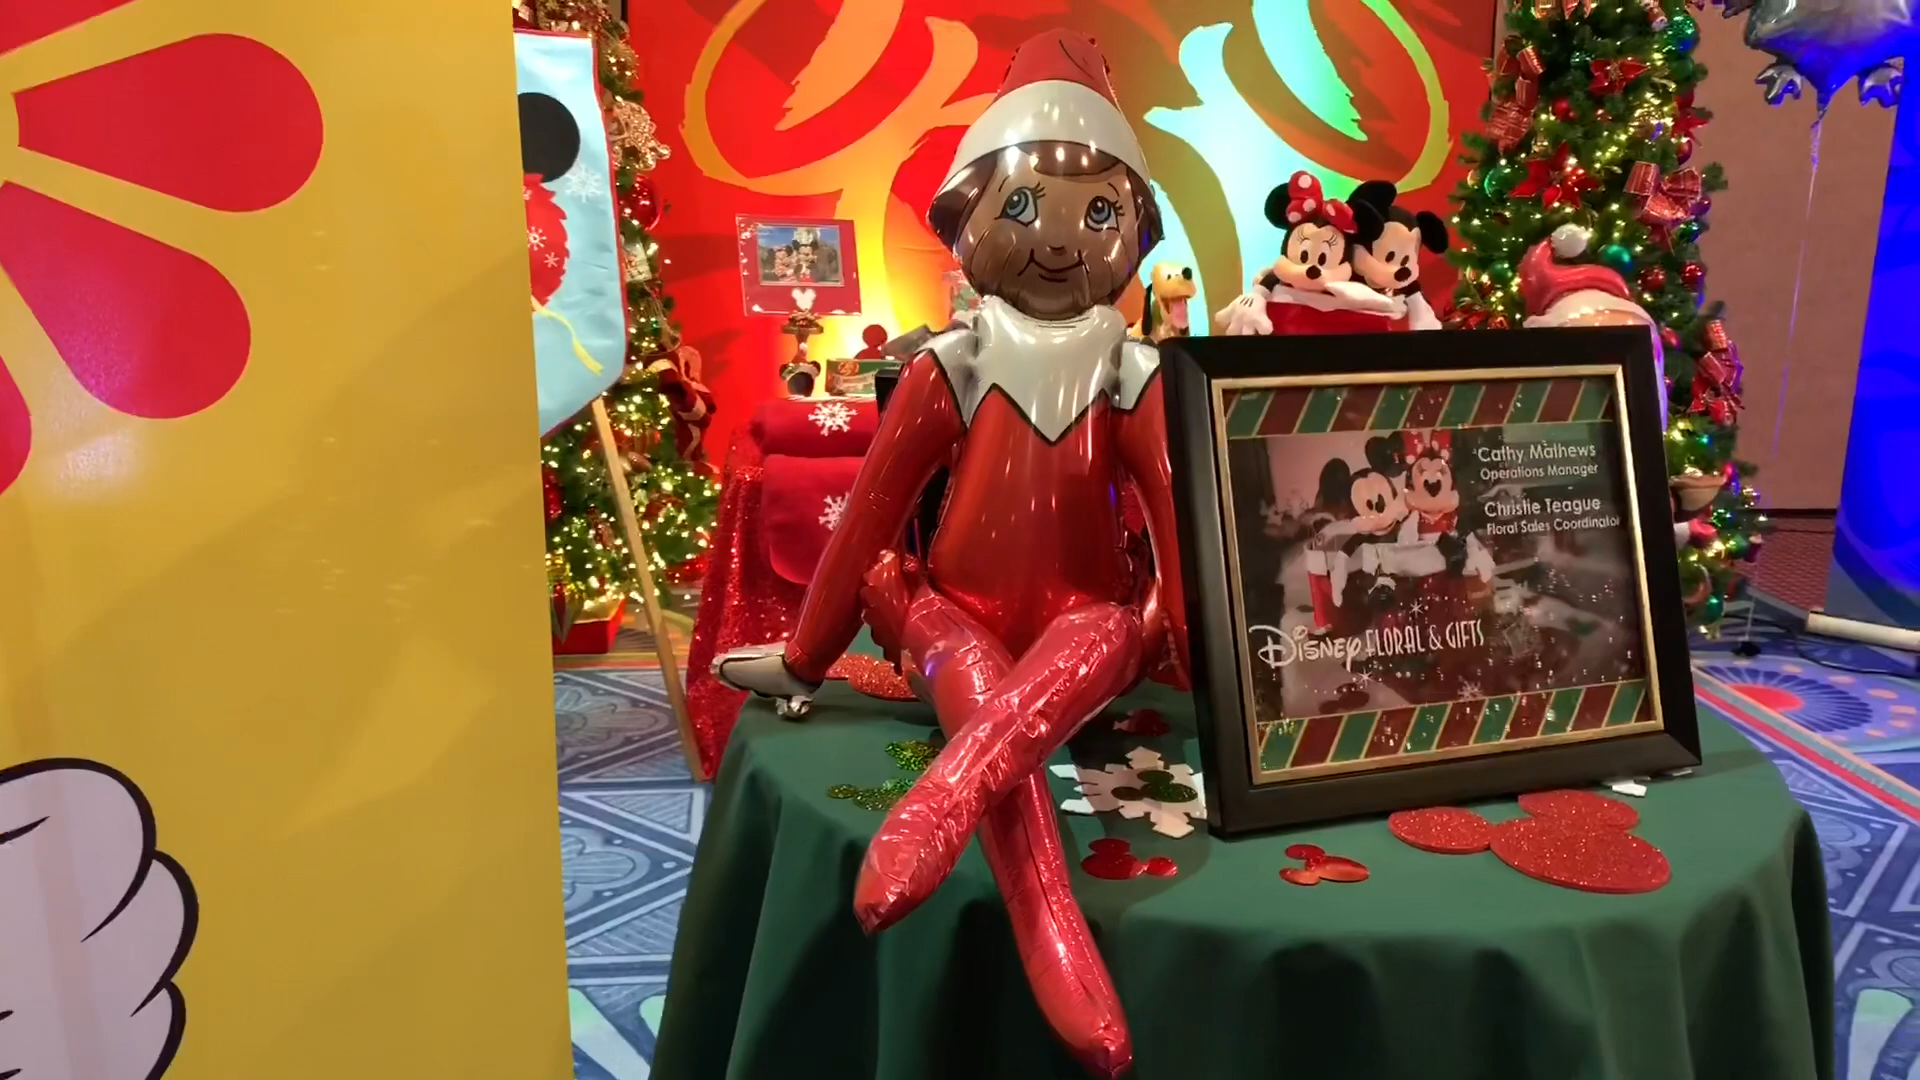 Cathy Mathews
Operations Manager
Christie Teague
Floral Sales Coordinator
Disney FLORAL & GIFTS